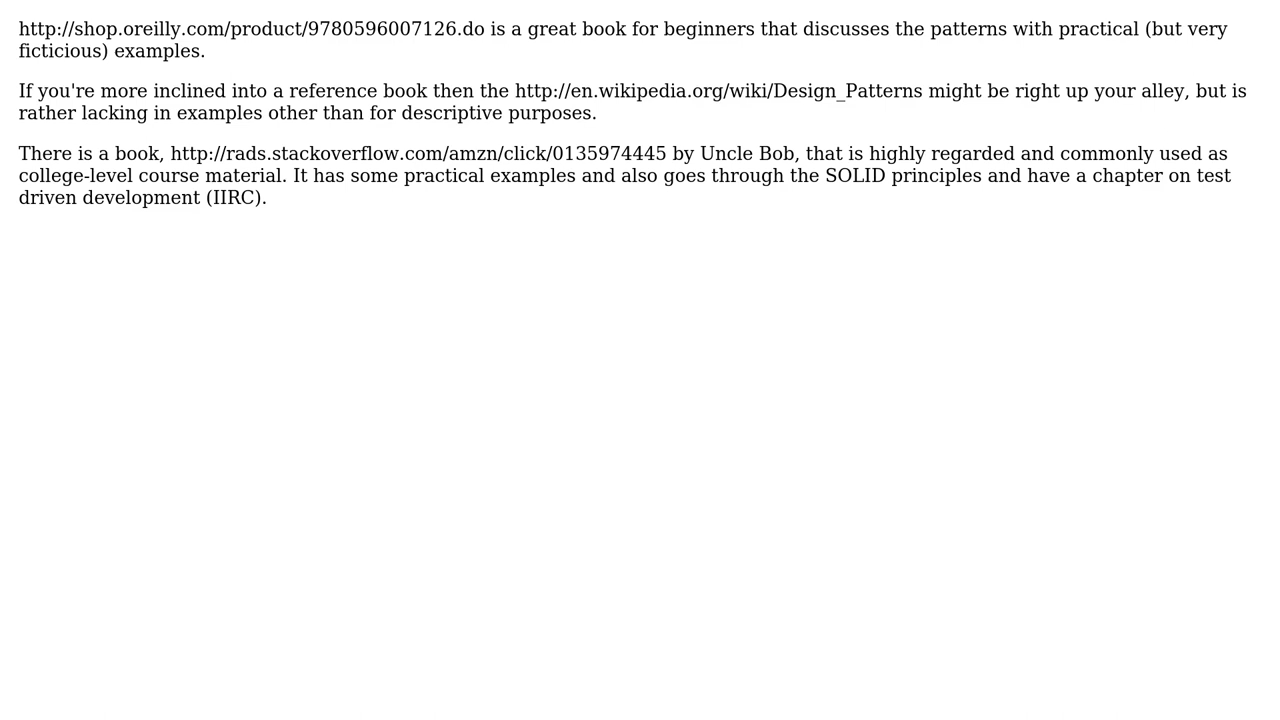 http://shop.oreilly.com/product/9780596007126.do is a great book for beginners that discusses the patterns with practical (but very
ficticious) examples.
If you're more inclined into a reference book then the http://en.wikipedia.org/wiki/Design_Patterns might be right up your alley, but is
rather lacking in examples other than for descriptive purposes.
There is a book, http://rads.stackoverflow.com/amzn/click/0135974445 by Uncle Bob, that is highly regarded and commonly used as
college-level course material. It has some practical examples and also goes through the SOLID principles and have a chapter on test
driven development (IIRC).